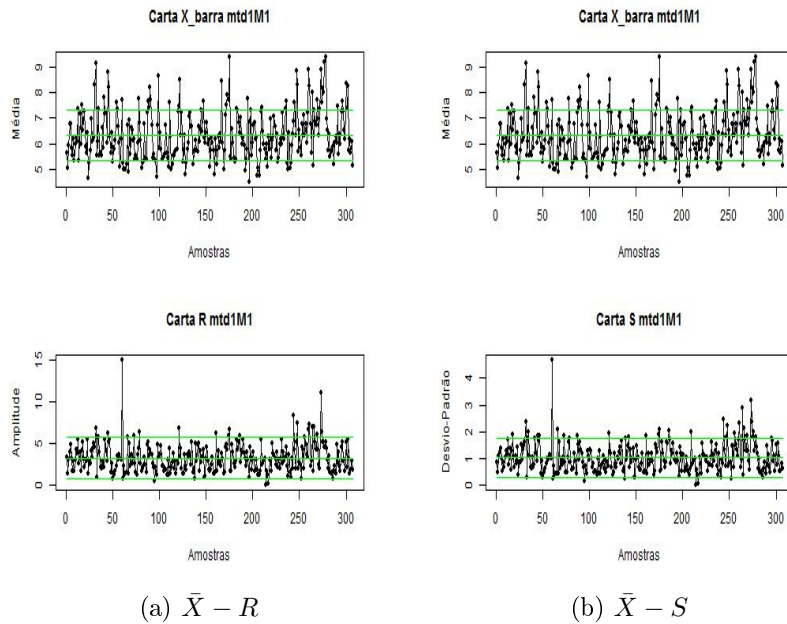 Carta X_barra mtd1M1
Média
9
8
7
6
5
0 50 100 150 200 250 300
Amostras
Carta X_barra mtd1M1
Média
9
8
7
6
5
0 50 100 150 200 250 300
Amostras
Carta R mtd1M1
Amplitude
15
10
5
0
0 50 100 150 200 250 300
Amostras
Carta S mtd1M1
Desvio-Padrão
4
3
2
1
0
0 50 100 150 200 250 300
Amostras
(a) X̄ − R
(b) X̄ − S